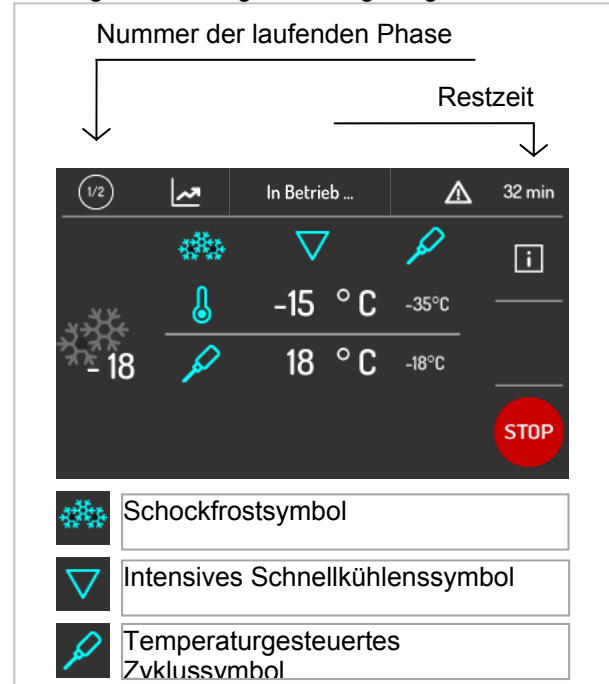 Nummer der laufenden Phase
Restzeit
1/2
In Betrieb ...
32 min
i
-15 °C
-35°C
-18
18 °C
-18°C
STOP
Schockfrostsymbol
Intensives Schnellkühlenssymbol
Temperaturgesteuertes
Zyklussymbol